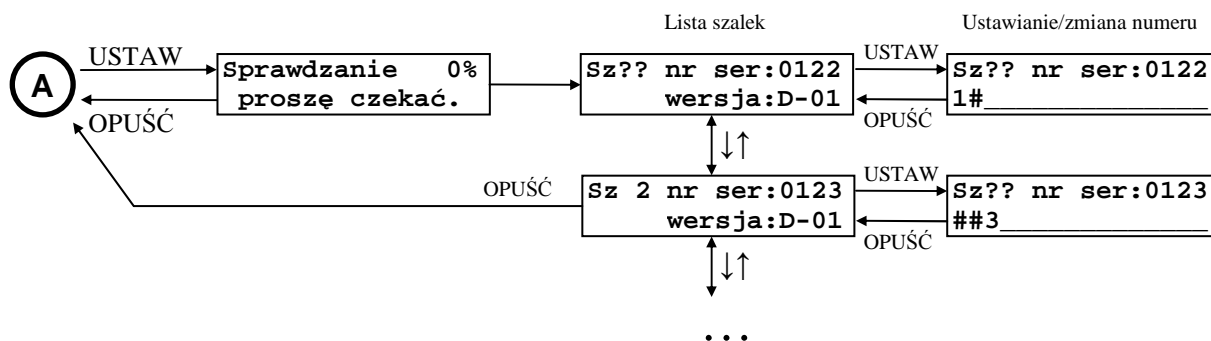 Lista szalek
Ustawianie/zmiana numeru
A
USTAW
OPUŚĆ
Sprawdzanie 0%
proszę czekać.
Sz?? nr ser:0122
wersja:D-01
USTAW
OPUŚĆ
Sz?? nr ser:0122
1#_______________
↓↑
OPUŚĆ
Sz 2 nr ser:0123
wersja:D-01
USTAW
OPUŚĆ
Sz?? nr ser:0123
##3______________
↓↑
...